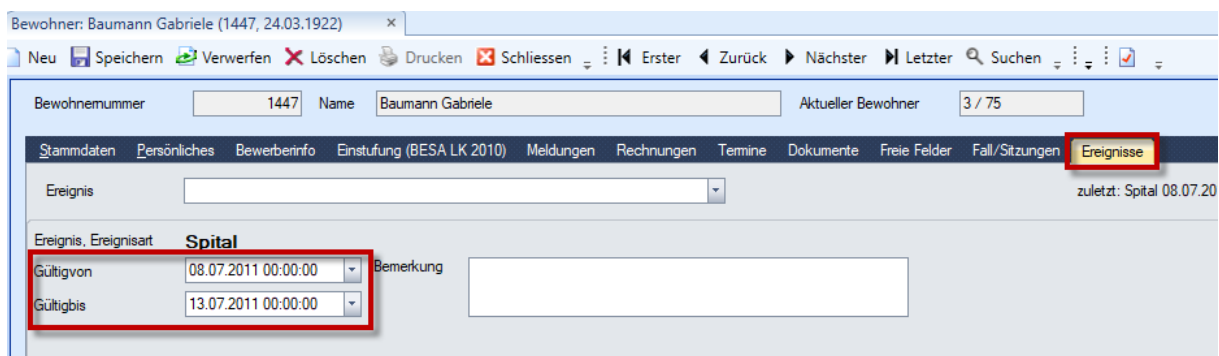 Bewohner: Baumann Gabriele (1447, 24.03.1922) ×
Neu Speichern Verwerfen Löschen Drucken Schliessen Erster Zurück Nächster Letzter Suchen
Bewohnernummer 1447 Name Baumann Gabriele Aktueller Bewohner 3 / 75
Stammdaten Persönliches Bewerberinfo Einstufung (BESA LK 2010) Meldungen Rechnungen Termine Dokumente Freie Felder Fall/Sitzungen Ereignisse
Ereignis zuletzt: Spital 08.07.20
Ereignis, Ereignisart Spital
Gültigvon 08.07.2011 00:00:00 Bemerkung
Gültigbis 13.07.2011 00:00:00